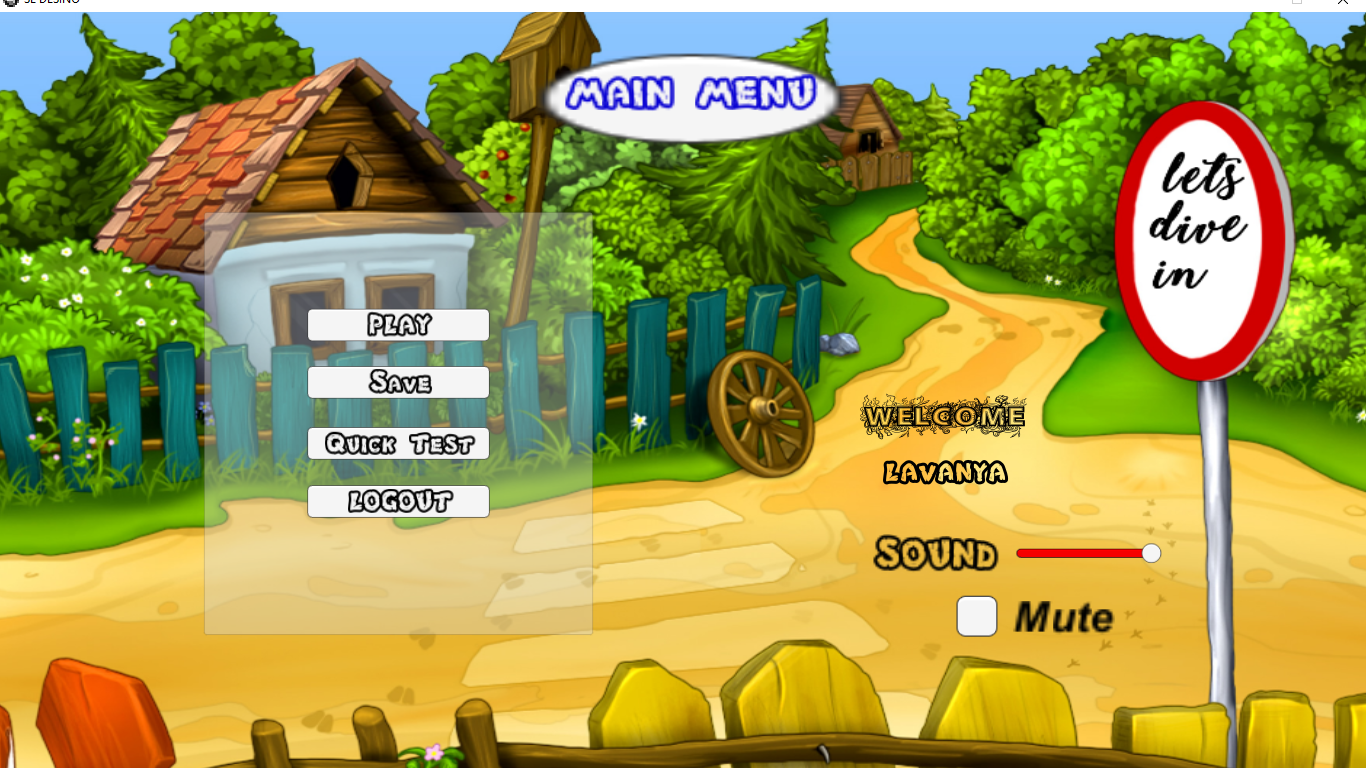 MAIN MENU
lets
dive
in
PLAY
Save
Quick Test
LOGOUT
WELCOME
LAVANYA
SOUND
Mute